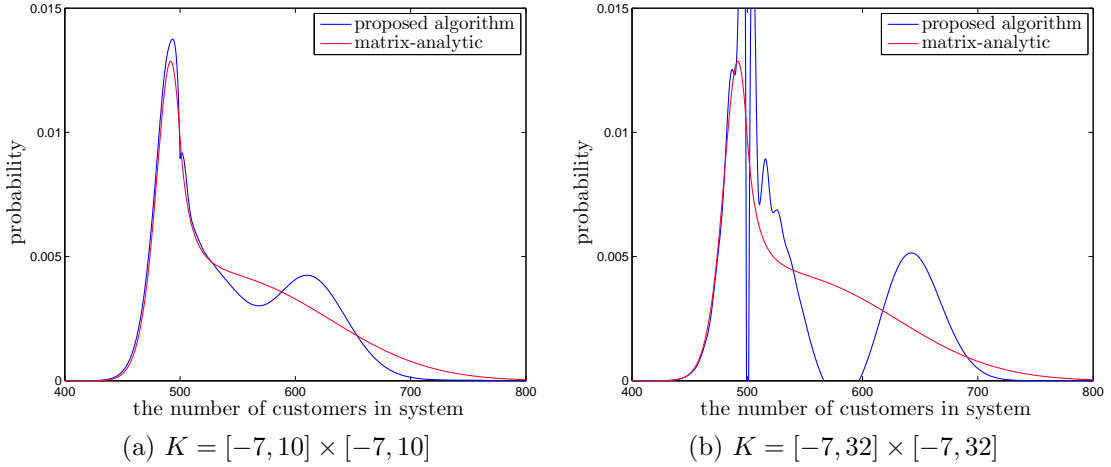 0.015
0.01
0.005
0
400
500
600
700
800
probability
the number of customers in system
proposed algorithm
matrix-analytic
(a) K = [−7, 10] × [−7, 10]
0.015
0.01
0.005
0
400
500
600
700
800
probability
the number of customers in system
proposed algorithm
matrix-analytic
(b) K = [−7, 32] × [−7, 32]